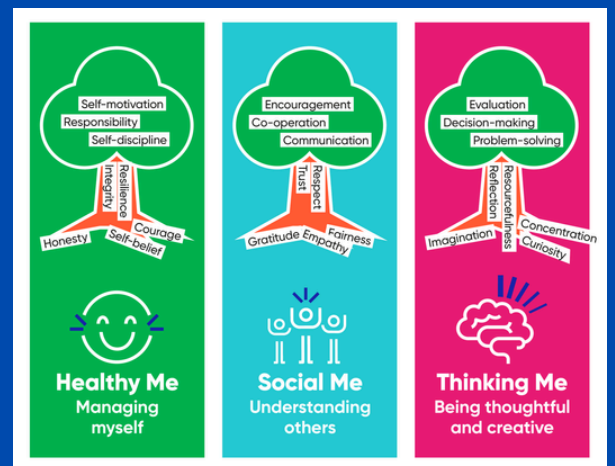 Self-motivation
Responsibility
Self-discipline
Integrity
Resilience
Honesty
Self-belief
Courage
Healthy Me
Managing
myself
Encouragement
Co-operation
Communication
Trust
Respect
Gratitude
Empathy
Fairness
Social Me
Understanding
others
Evaluation
Decision-making
Problem-solving
Reflection
Resourcefulness
Imagination
Concentration
Curiosity
Thinking Me
Being thoughtful
and creative